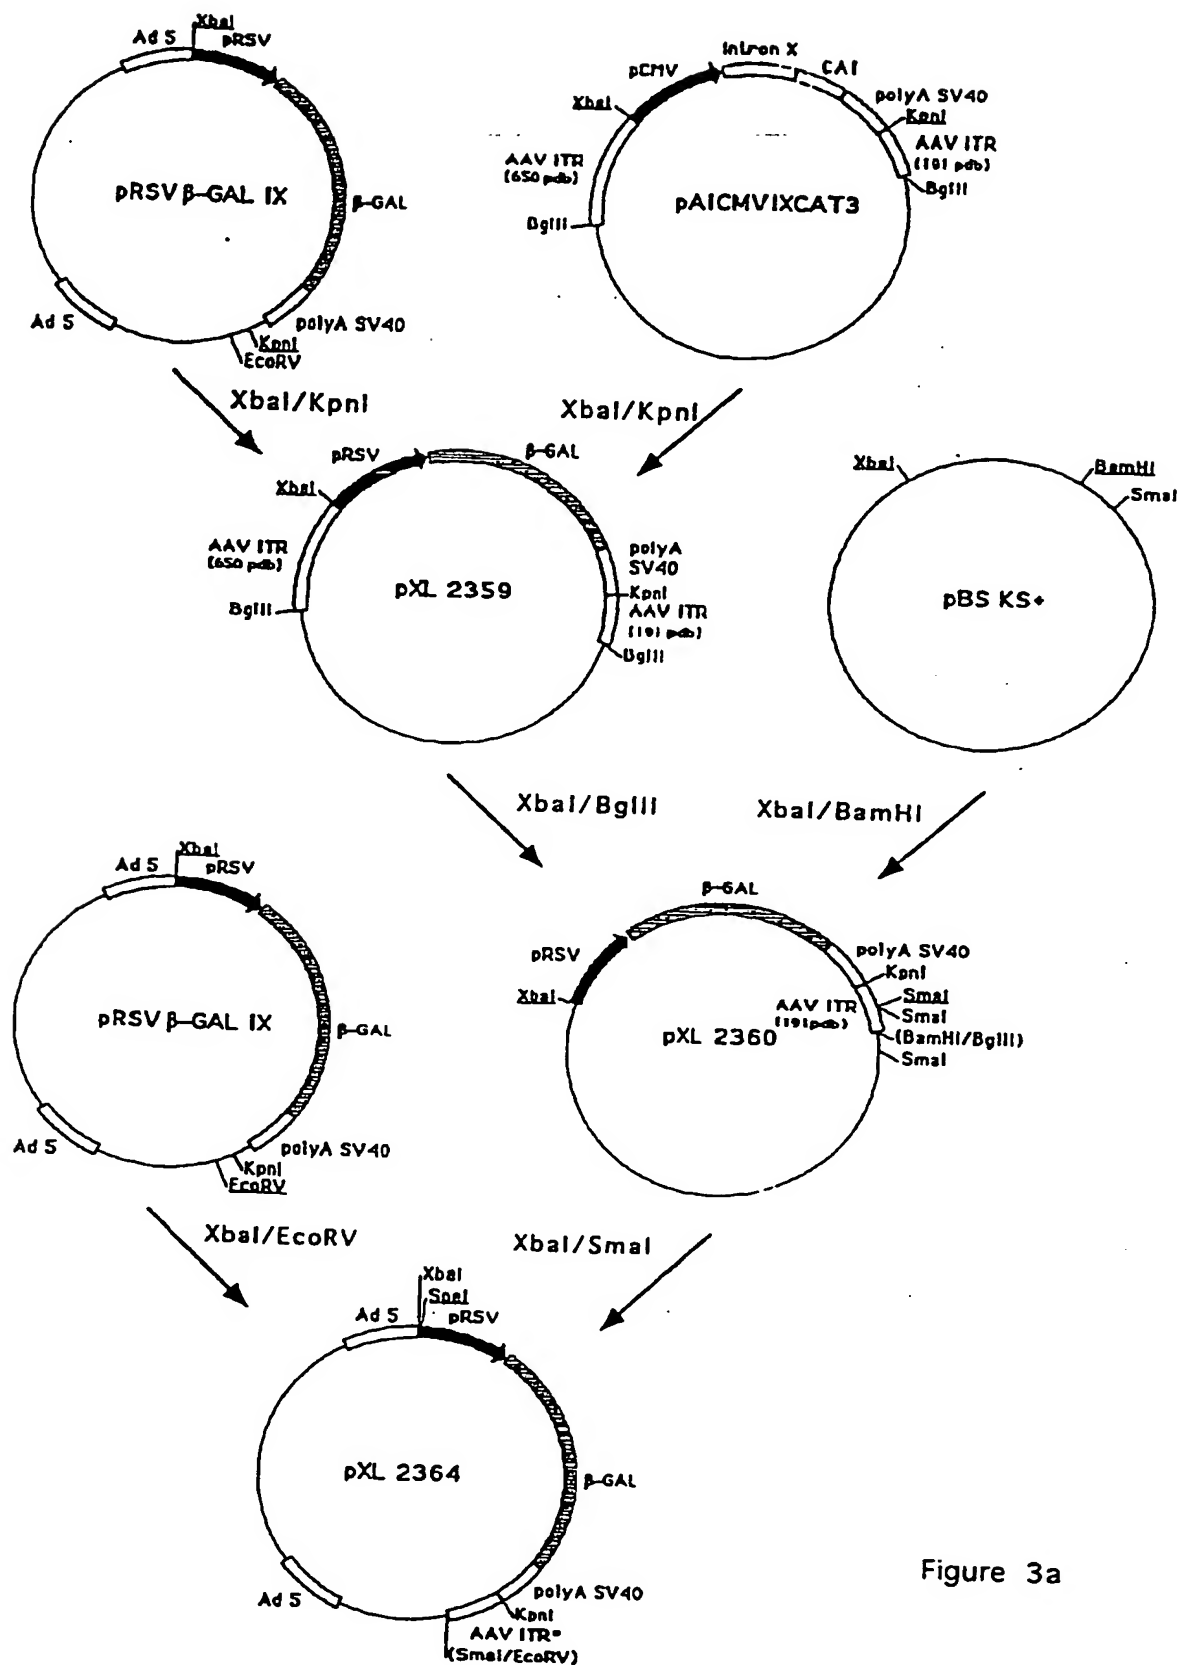 Ad 5
XbaI
pRSV
pRSV β-GAL IX
β-GAL
Ad 5
polyA SV40
KpnI
EcoRV
Intron X
pCMV
CAT
XbaI
polyA SV40
KpnI
AAV ITR
(650 pdb)
AAV ITR
(181 pdb)
BglII
BglII
pAICMVIXCAT3
XbaI/KpnI
XbaI/KpnI
pRSV
β-GAL
XbaI
AAV ITR
(650 pdb)
polyA
SV40
pXL 2359
KpnI
AAV ITR
(191 pdb)
BglII
BglII
XbaI
BamHI
SmaI
pBS KS+
XbaI/BglII
XbaI/BamHI
Ad 5
XbaI
pRSV
pRSV β-GAL IX
β-GAL
Ad 5
polyA SV40
KpnI
EcoRV
β-GAL
pRSV
polyA SV40
KpnI
XbaI
AAV ITR
(191pdb)
SmaI
SmaI
(BamHI/BglII)
SmaI
pXL 2360
XbaI/EcoRV
XbaI/SmaI
XbaI
SpeI
Ad 5
pRSV
pXL 2364
β-GAL
Ad 5
polyA SV40
KpnI
AAV ITR*
(SmaI/EcoRV)
Figure 3a